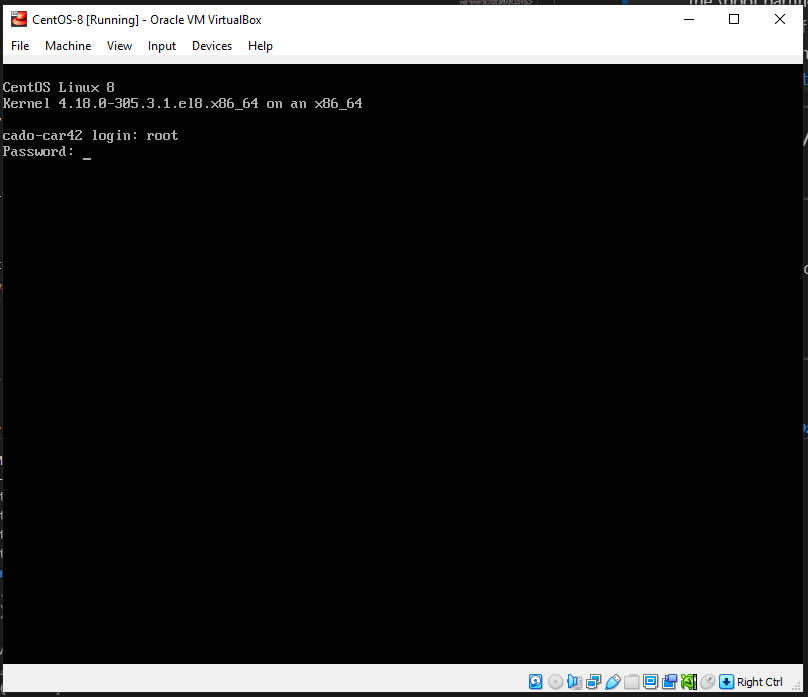 CentOS-8 [Running] - Oracle VM VirtualBox
File Machine View Input Devices Help
CentOS Linux 8
Kernel 4.18.0-305.3.1.el8.x86_64 on an x86_64
cado-car42 login: root
Password: _
Right Ctrl